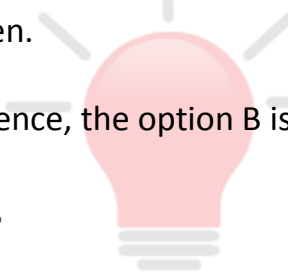 en.
ence, the option B is